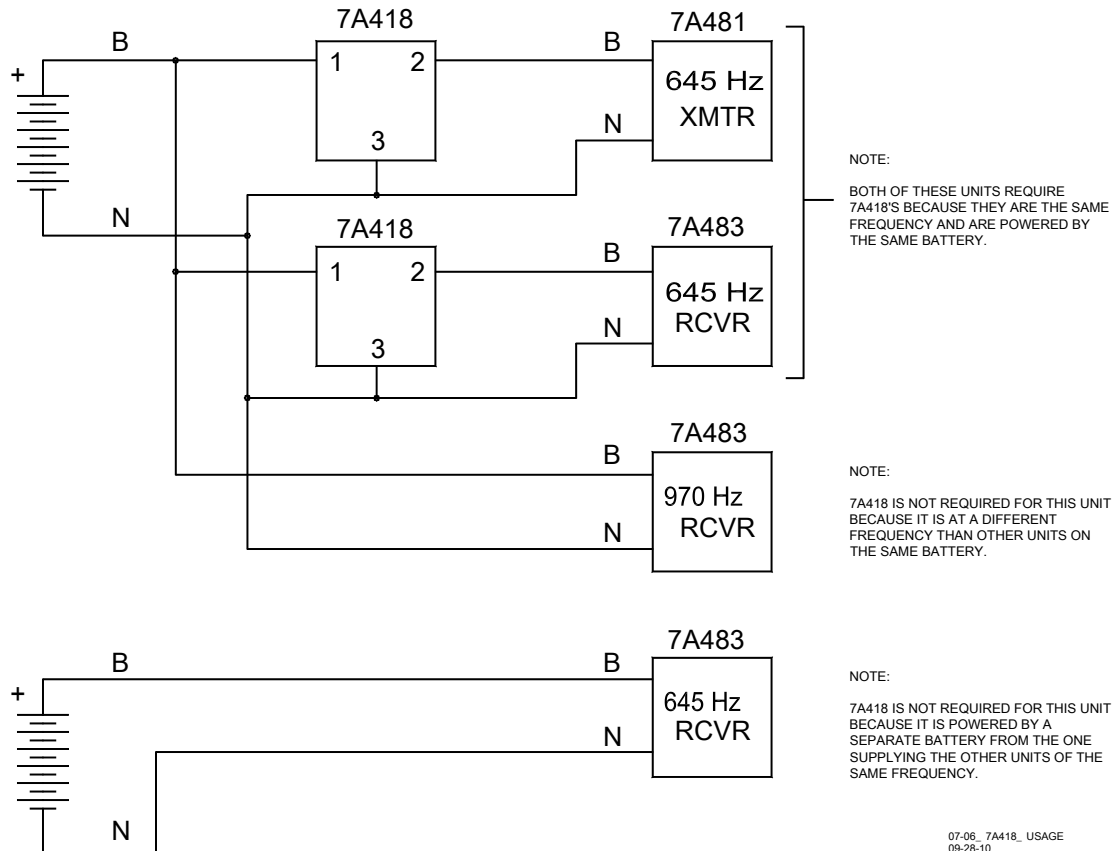 7A418
7A481
B
B
+
1
2
645 Hz
XMTR
N
3
NOTE:
BOTH OF THESE UNITS REQUIRE
7A418'S BECAUSE THEY ARE THE SAME
FREQUENCY AND ARE POWERED BY
THE SAME BATTERY.
N
7A418
7A483
B
1
2
645 Hz
RCVR
N
3
7A483
B
970 Hz
RCVR
N
NOTE:
7A418 IS NOT REQUIRED FOR THIS UNIT
BECAUSE IT IS AT A DIFFERENT
FREQUENCY THAN OTHER UNITS ON
THE SAME BATTERY.
7A483
B
B
+
645 Hz
RCVR
N
NOTE:
7A418 IS NOT REQUIRED FOR THIS UNIT
BECAUSE IT IS POWERED BY A
SEPARATE BATTERY FROM THE ONE
SUPPLYING THE OTHER UNITS OF THE
SAME FREQUENCY.
N
07-06_ 7A418_ USAGE
09-28-10